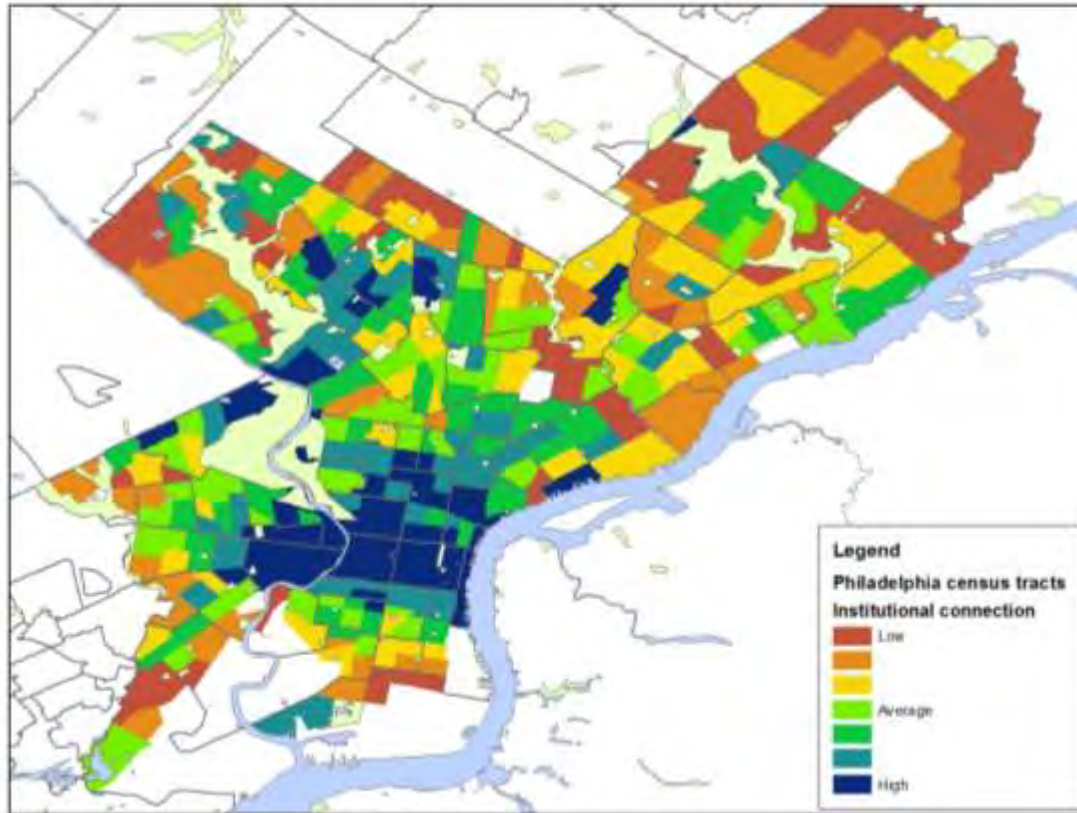 Legend
Philadelphia census tracts
Institutional connection
Low
Average
High